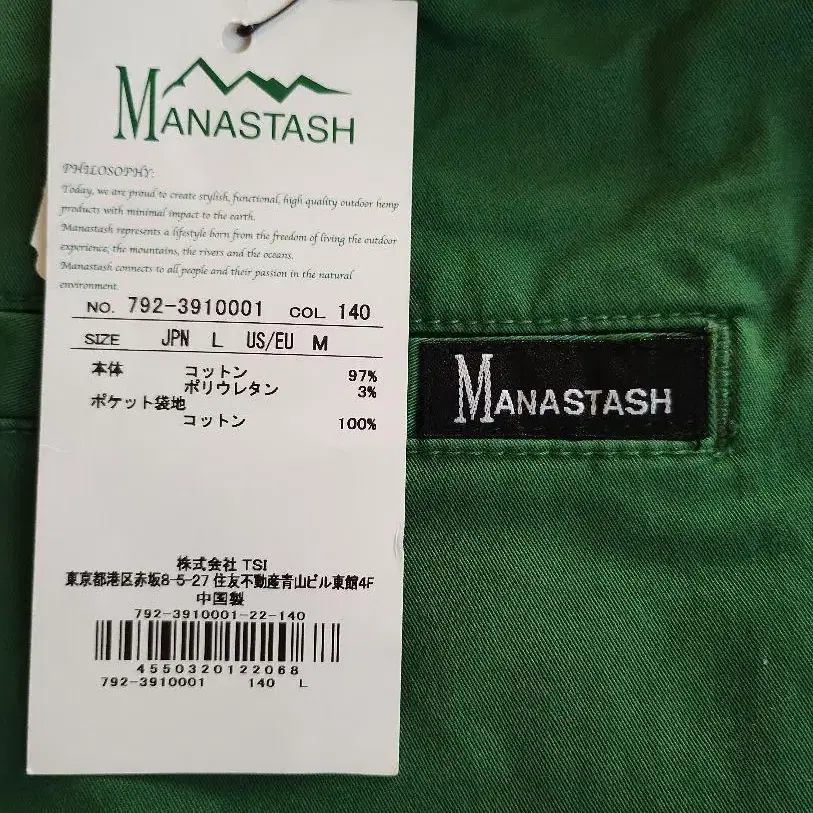 MANASTASH
PHILOSOPHY:
Today, we are proud to create stylish, functional, high quality outdoor hemp
products with minimal impact to the earth.
Manastash represents a lifestyle born from the freedom of living the outdoor
experience, the mountains, the rivers and the oceans.
Manastash connects to all people and their passion in the natural
environment.
NO. 792-3910001 COL 140
SIZE JPN L US/EU M
本体 コットン 97%
ポリウレタン 3%
ポケット袋地
コットン 100%
株式会社 TSI
東京都港区赤坂8-5-27 住友不動産青山ビル東館4F
中国製
792-3910001-22-140
4550320122068
792-3910001 140 L
MANASTASH